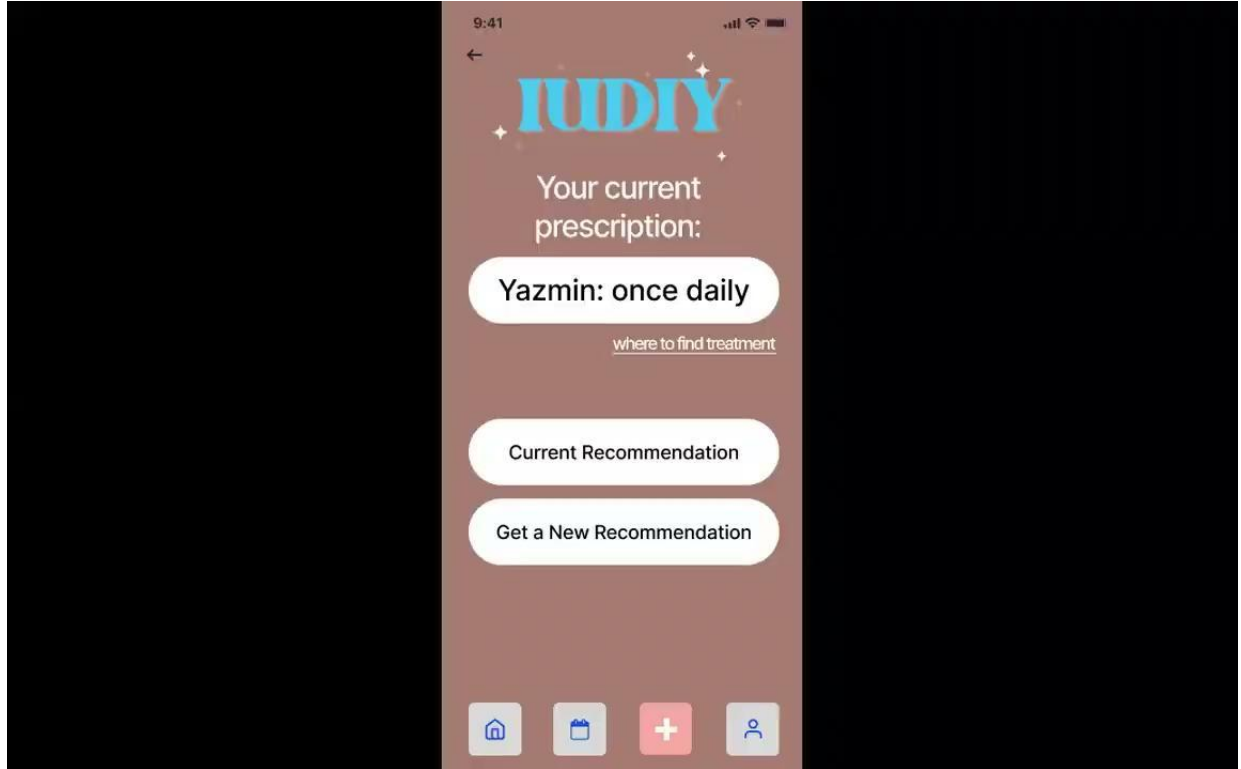 9:41
IUDIY
Your current
prescription:
Yazmin: once daily
where to find treatment
Current Recommendation
Get a New Recommendation